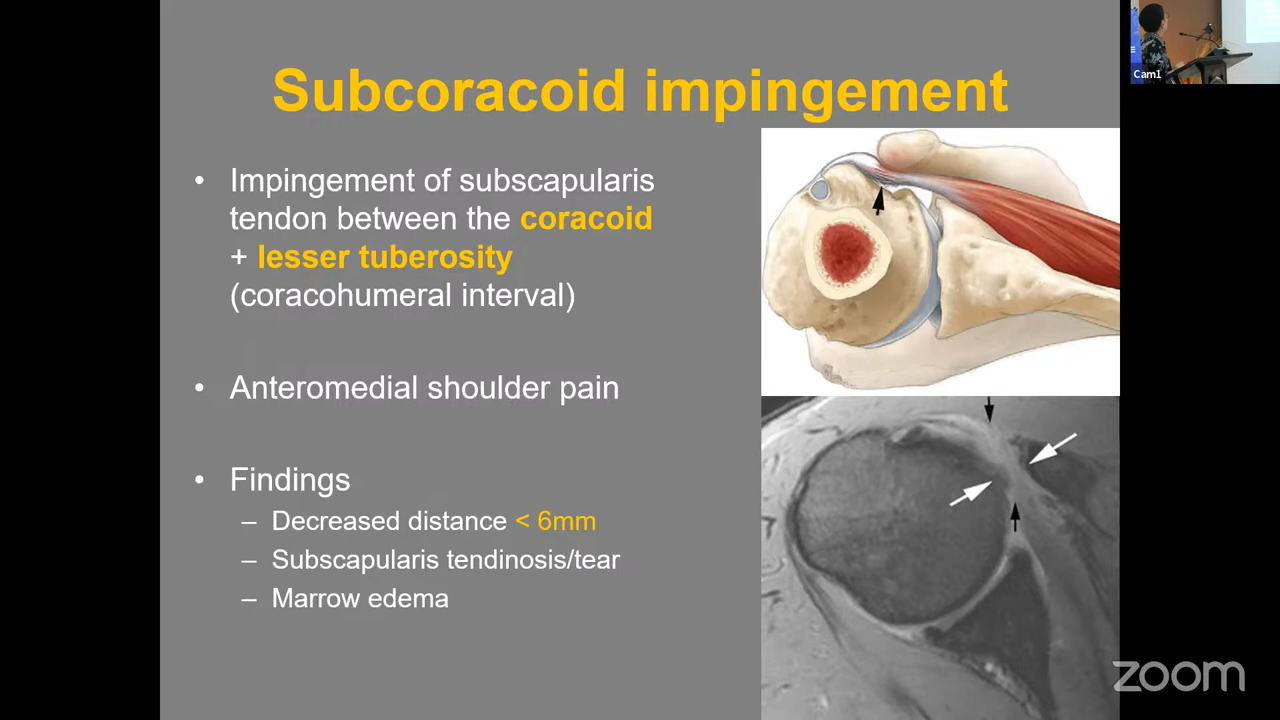 Subcoracoid impingement
• Impingement of subscapularis
tendon between the coracoid
+ lesser tuberosity
(coracohumeral interval)
• Anteromedial shoulder pain
• Findings
– Decreased distance < 6mm
– Subscapularis tendinosis/tear
– Marrow edema
Cam1
zoom